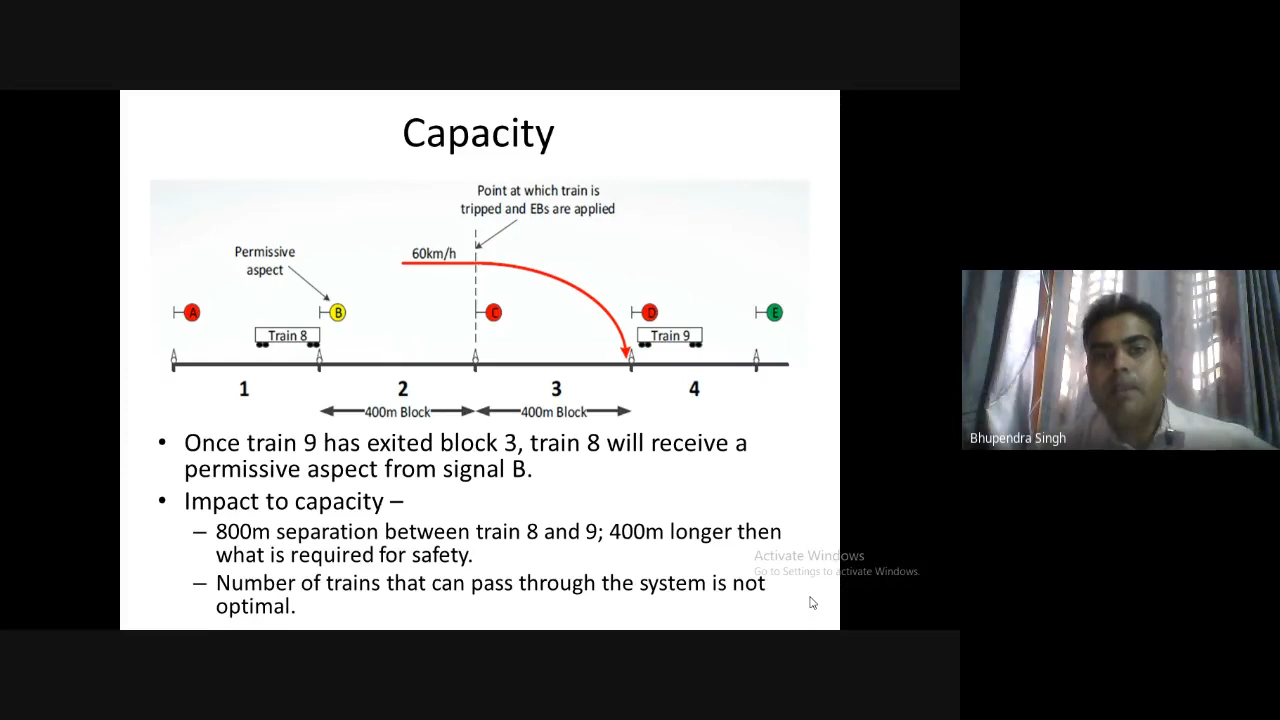 Capacity
Point at which train is
tripped and EBs are applied
Permissive
aspect
60km/h
A
B
C
D
E
Train 8
Train 9
1
2
3
4
400m Block
400m Block
• Once train 9 has exited block 3, train 8 will receive a
permissive aspect from signal B.
• Impact to capacity –
– 800m separation between train 8 and 9; 400m longer then
what is required for safety.
– Number of trains that can pass through the system is not
optimal.
Activate Windows
Go to Settings to activate Windows.
Bhupendra Singh